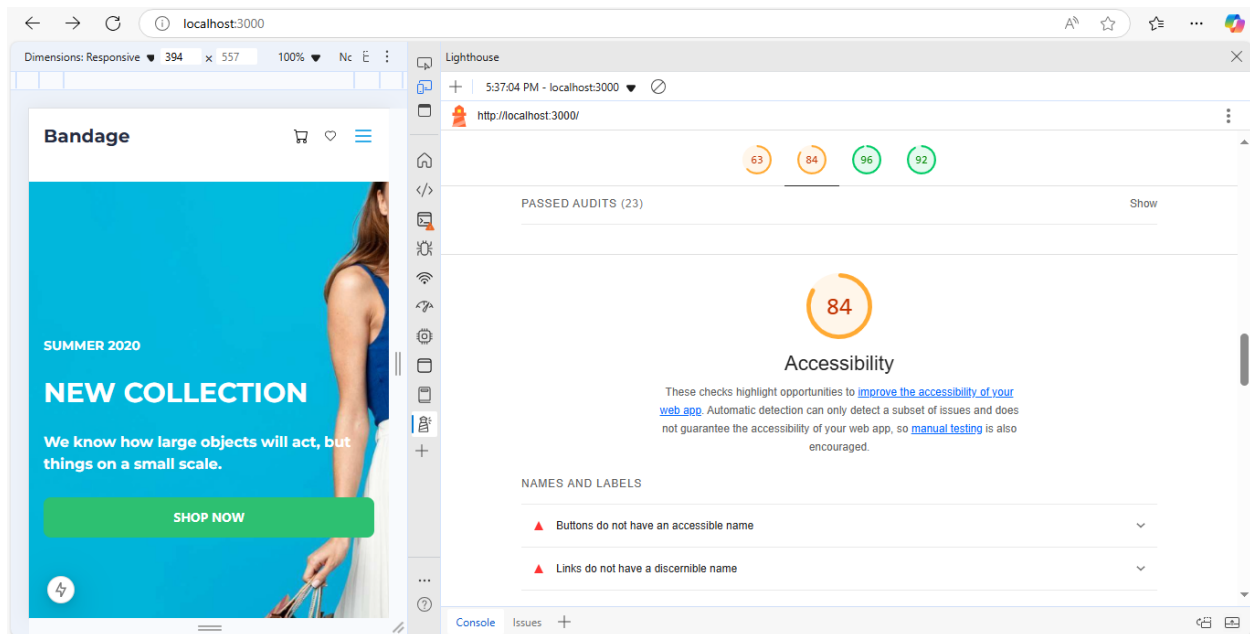 localhost:3000
Dimensions: Responsive 394 x 557 100% Nc E
Lighthouse
5:37:04 PM - localhost:3000
http://localhost:3000/
Bandage
63 84 96 92
PASSED AUDITS (23) Show
84
Accessibility
These checks highlight opportunities to improve the accessibility of your
web app. Automatic detection can only detect a subset of issues and does
not guarantee the accessibility of your web app, so manual testing is also
encouraged.
SUMMER 2020
NEW COLLECTION
We know how large objects will act, but
things on a small scale.
SHOP NOW
NAMES AND LABELS
Buttons do not have an accessible name
Links do not have a discernible name
Console Issues